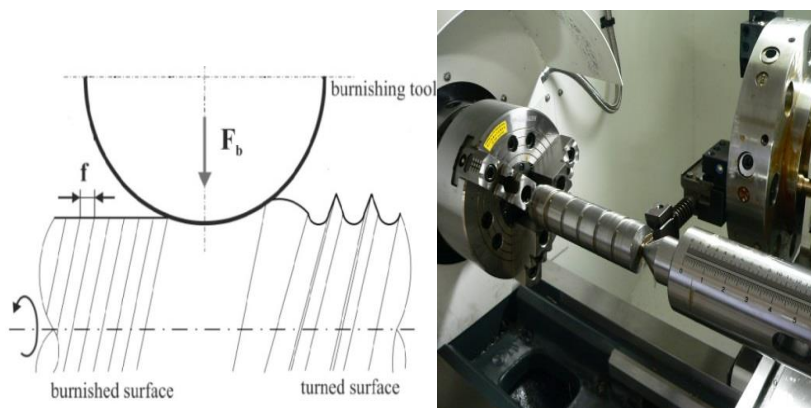 burnishing tool
F_b
f
burnished surface
turned surface